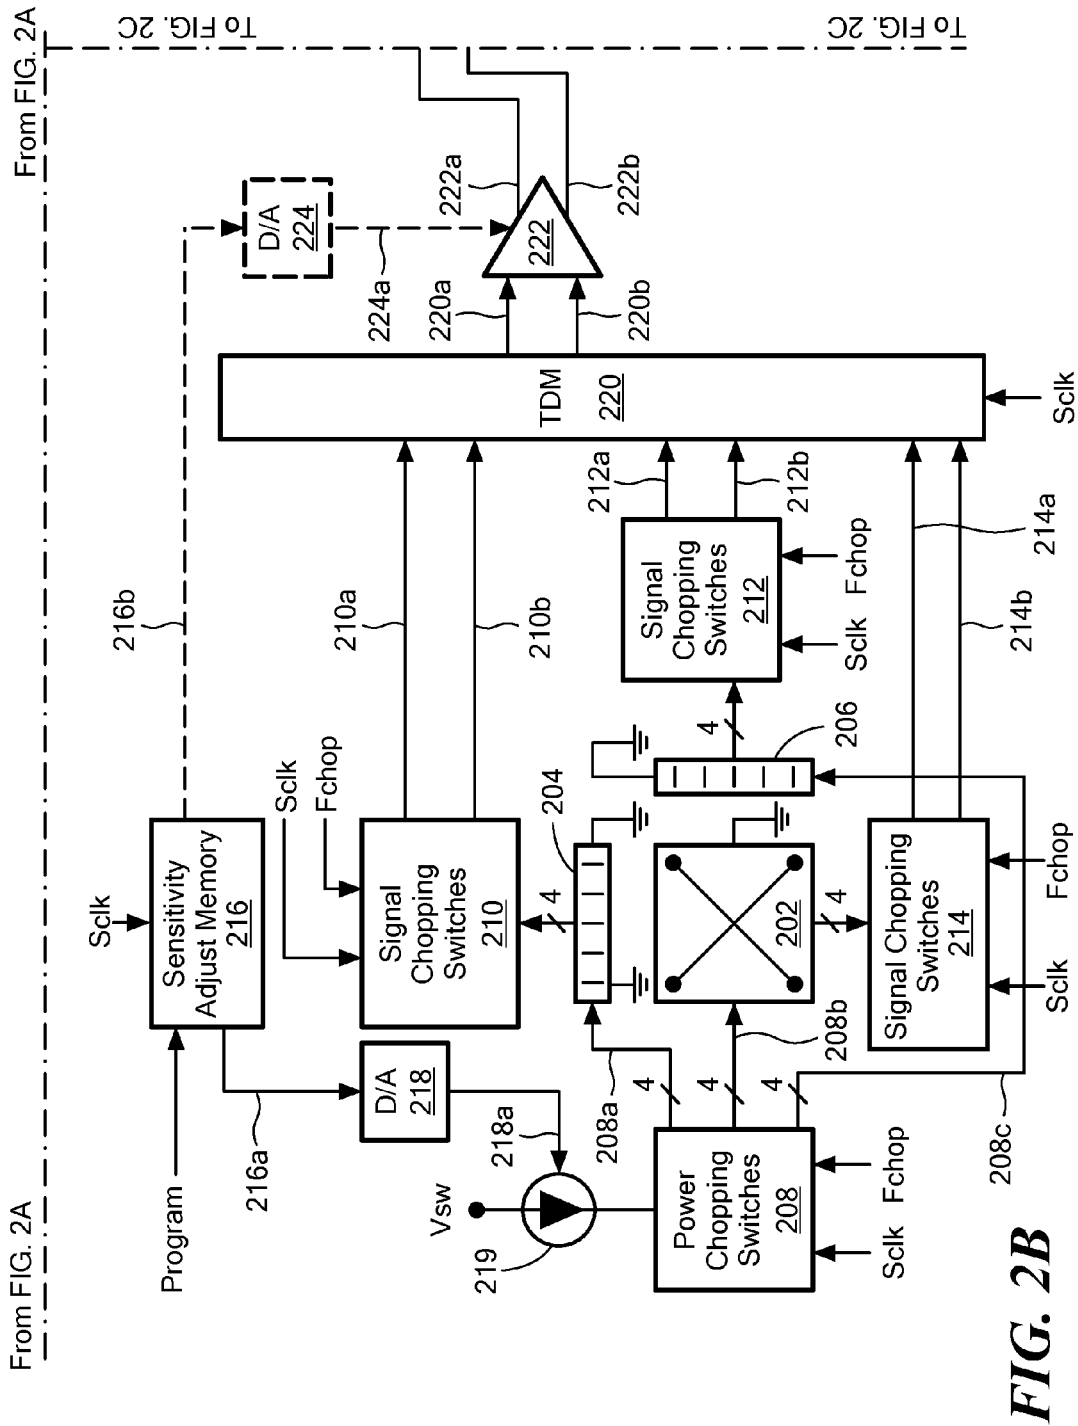 From FIG. 2A
From FIG. 2A
To FIG. 2C
To FIG. 2C
Program
Sclk
Sensitivity
Adjust Memory
216
216a
216b
D/A
224
224a
D/A
218
218a
Vsw
219
Sclk
Fchop
Signal
Chopping
Switches
210
210a
210b
4
204
208a
4
Power
Chopping
Switches
208
4
208b
4
208c
Sclk
Fchop
202
4
206
4
Signal
Chopping
Switches
212
212a
212b
Sclk
Fchop
Signal Chopping
Switches
214
214a
214b
Sclk
Fchop
TDM
220
Sclk
220a
220b
222
222a
222b
FIG. 2B